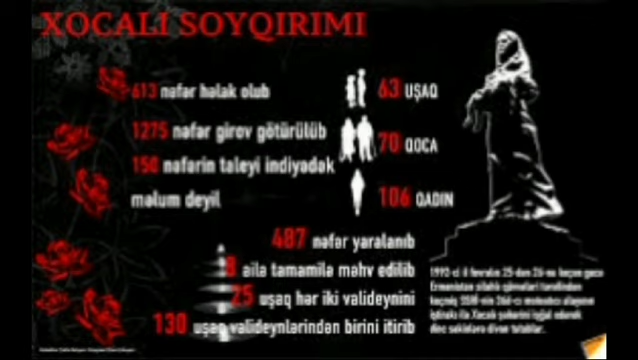 XOCALI SOYQIRIMI
613 nəfər həlak olub
1275 nəfər girov götürülüb
150 nəfərin taleyi indiyədək
məlum deyil
63 UŞAQ
70 QOCA
106 QADIN
487 nəfər yaralanıb
8 ailə tamamilə məhv edilib
25 uşaq hər iki valideynini
130 uşaq valideynlərindən birini itirib
1992-ci il fevralın 25-dən 26-na keçən gecə
Ermənistan silahlı qüvvələri tərəfindən
keçmiş SSRİ-nin 366-cı motoatıcı alayının
iştirakı ilə Xocalı şəhərini işğal edərək
dinc sakinlərə divan tutublar.